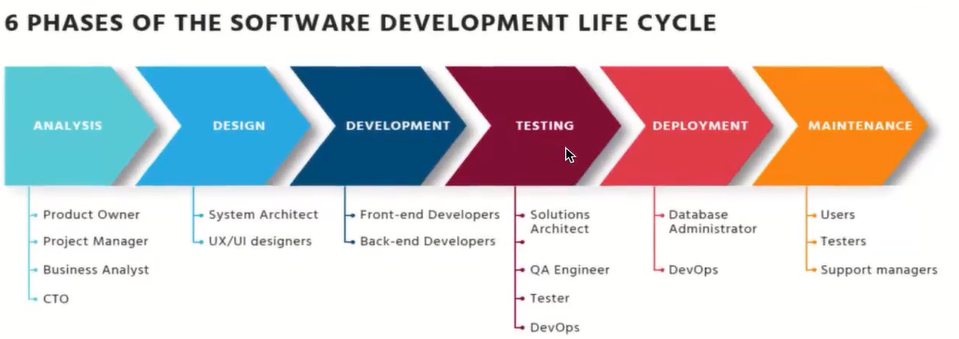 6 PHASES OF THE SOFTWARE DEVELOPMENT LIFE CYCLE
ANALYSIS
DESIGN
DEVELOPMENT
TESTING
DEPLOYMENT
MAINTENANCE
Product Owner
Project Manager
Business Analyst
CTO
System Architect
UX/UI designers
Front-end Developers
Back-end Developers
Solutions
Architect
QA Engineer
Tester
DevOps
Database
Administrator
DevOps
Users
Testers
Support managers